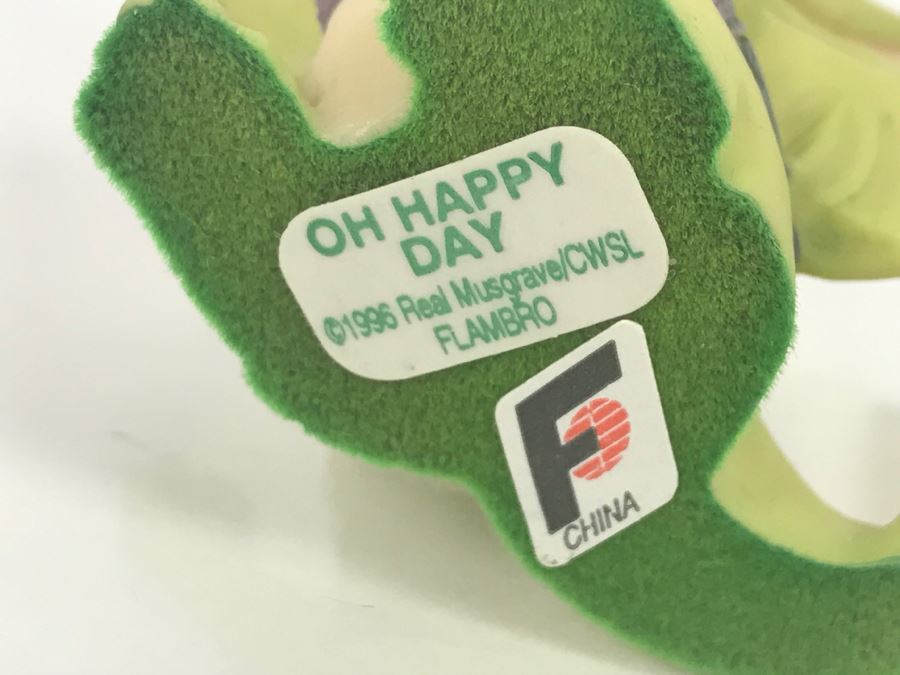 OH HAPPY
DAY
©1996 Real Musgrave/CWSL
FLAMBRO
F
CHINA